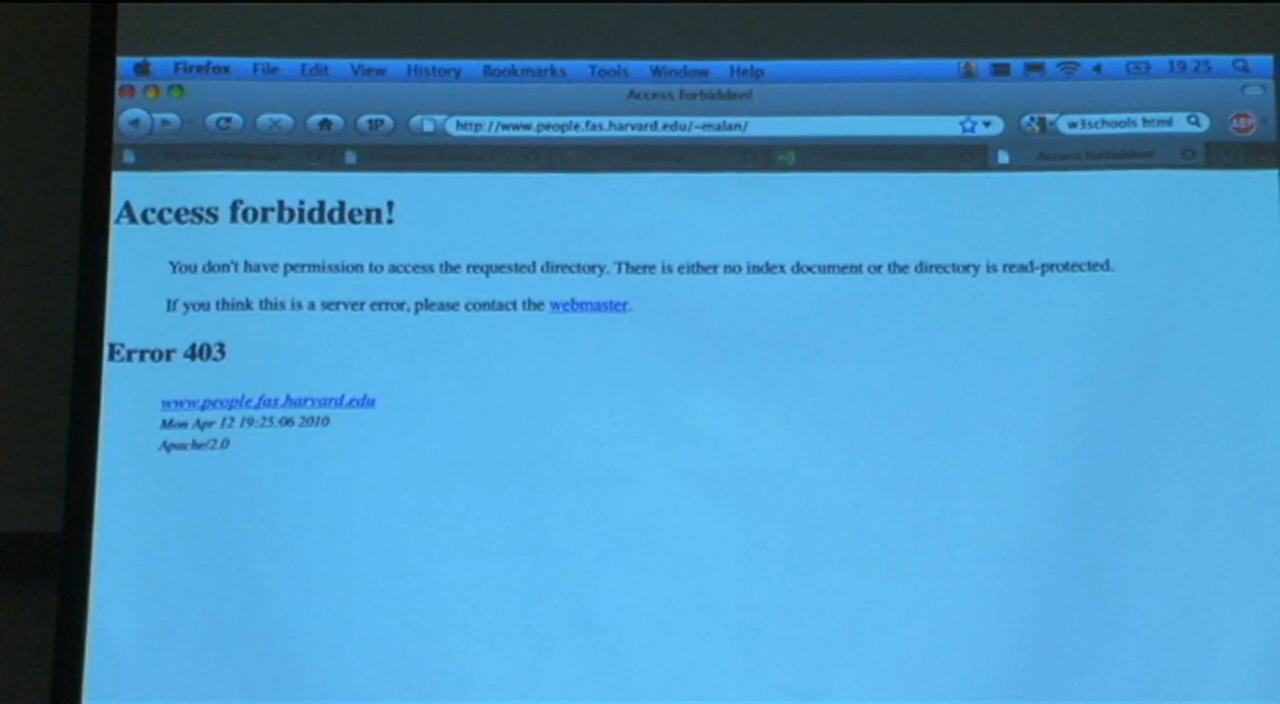 Firefox File Edit View History Bookmarks Tools Window Help 19:25
Access forbidden!
1P http://www.people.fas.harvard.edu/~malan/ w3schools html ABP
Access forbidden!
Access forbidden!
You don't have permission to access the requested directory. There is either no index document or the directory is read-protected.
If you think this is a server error, please contact the webmaster.
Error 403
www.people.fas.harvard.edu
Mon Apr 12 19:25:06 2010
Apache/2.0